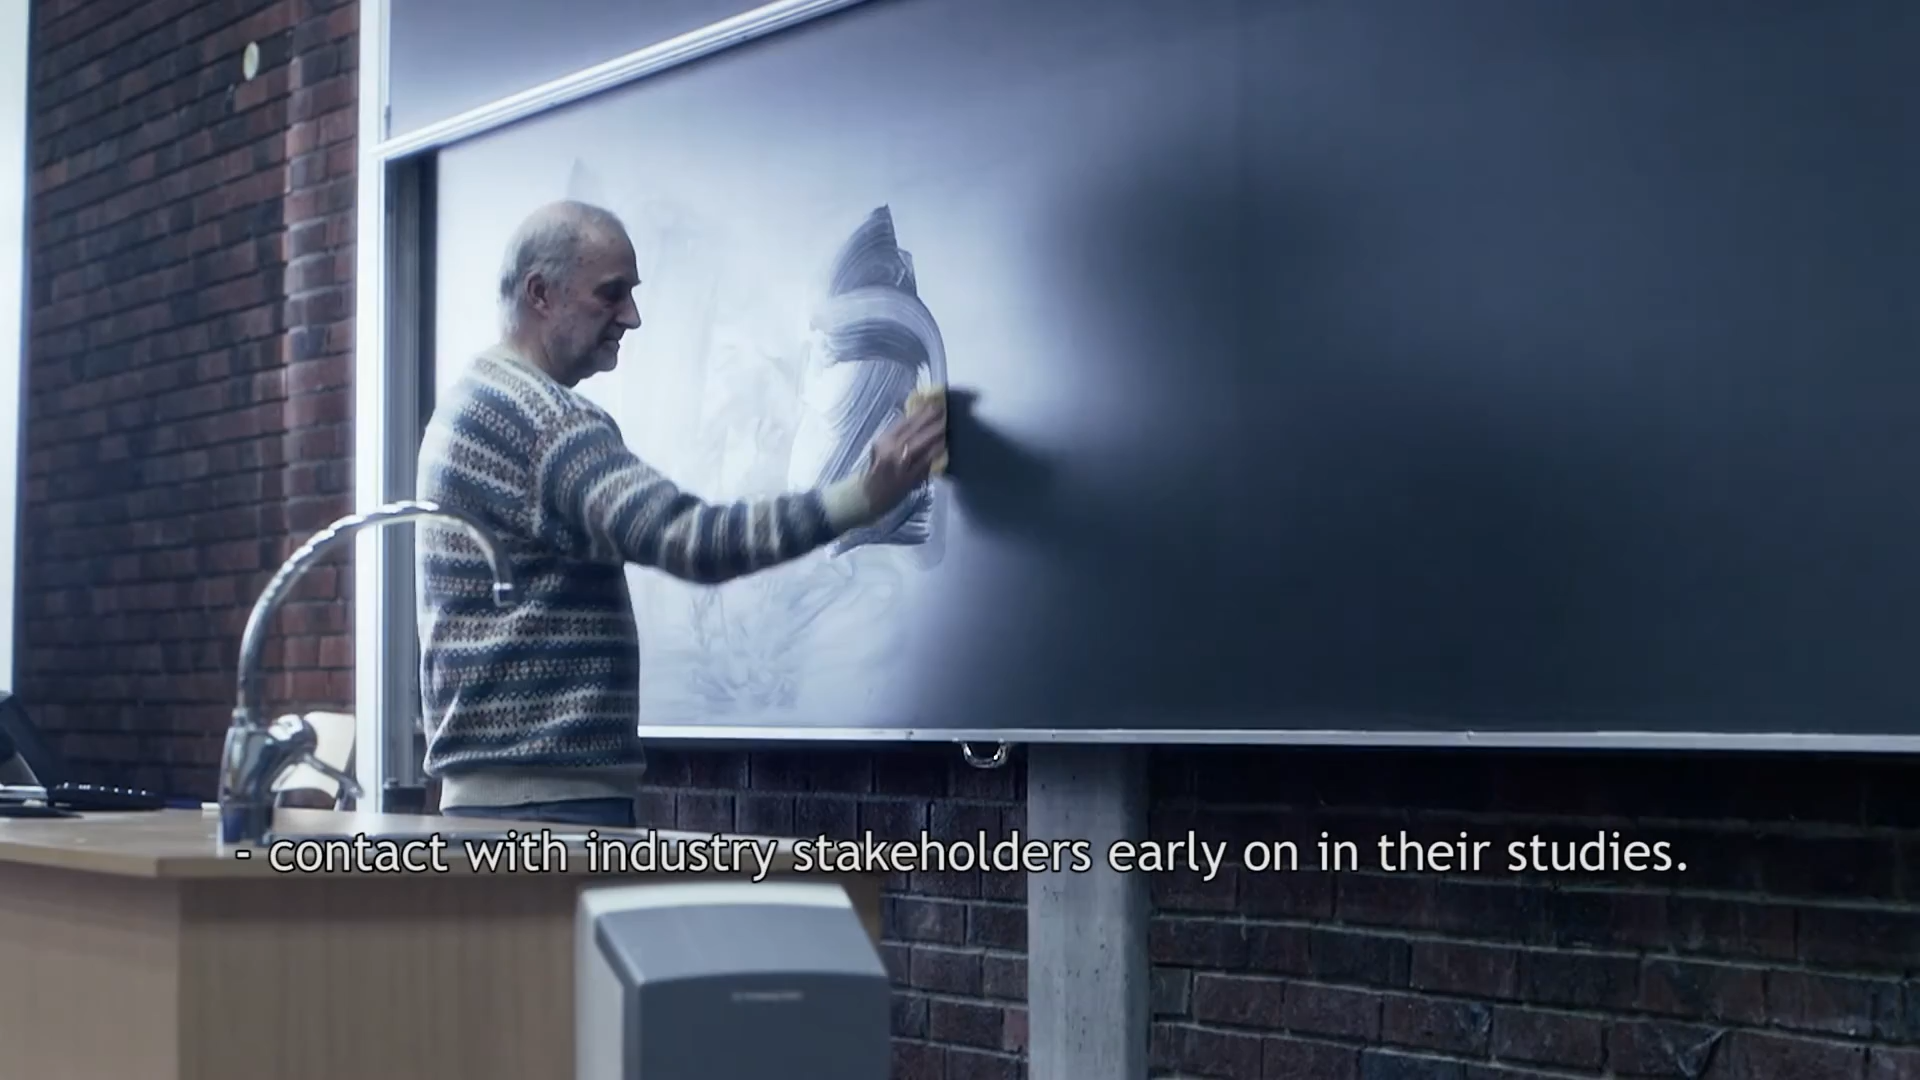 - contact with industry stakeholders early on in their studies.